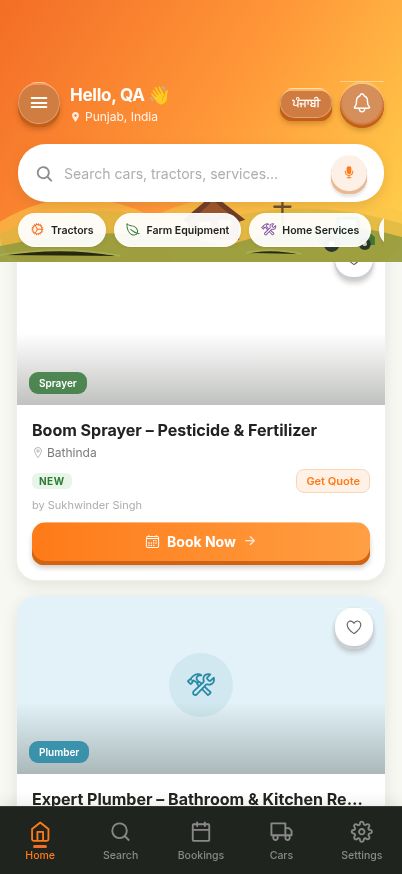 Hello, QA 👋
Punjab, India
ਪੰਜਾਬੀ
Search cars, tractors, services...
Tractors
Farm Equipment
Home Services
Sprayer
Boom Sprayer – Pesticide & Fertilizer
Bathinda
NEW
Get Quote
by Sukhwinder Singh
Book Now →
Plumber
Expert Plumber – Bathroom & Kitchen Re...
Home
Search
Bookings
Cars
Settings